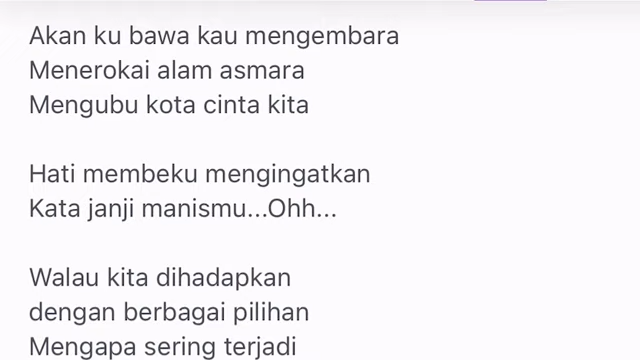 Akan ku bawa kau mengembara
Menerokai alam asmara
Mengubu kota cinta kita
Hati membeku mengingatkan
Kata janji manismu...Ohh...
Walau kita dihadapkan
dengan berbagai pilihan
Mengapa sering terjadi